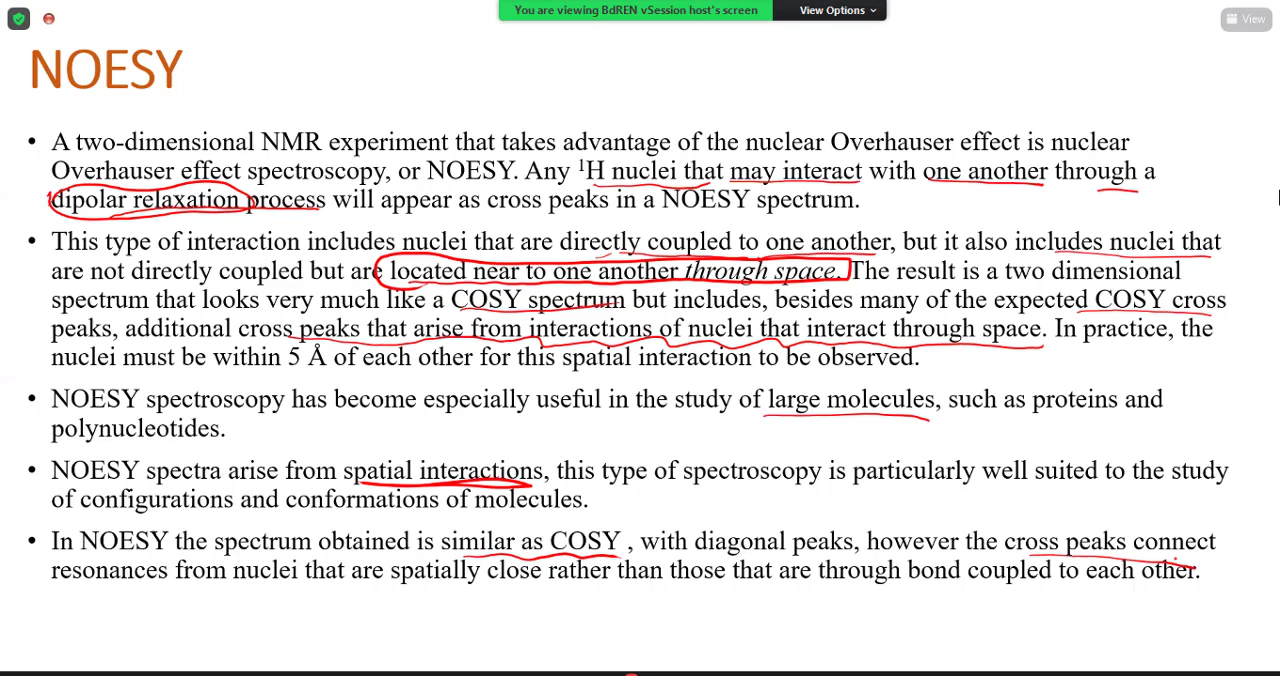 You are viewing BdREN vSession host's screen
View Options
View
NOESY
• A two-dimensional NMR experiment that takes advantage of the nuclear Overhauser effect is nuclear
Overhauser effect spectroscopy, or NOESY. Any ¹H nuclei that may interact with one another through a
dipolar relaxation process will appear as cross peaks in a NOESY spectrum.
• This type of interaction includes nuclei that are directly coupled to one another, but it also includes nuclei that
are not directly coupled but are located near to one another through space. The result is a two dimensional
spectrum that looks very much like a COSY spectrum but includes, besides many of the expected COSY cross
peaks, additional cross peaks that arise from interactions of nuclei that interact through space. In practice, the
nuclei must be within 5 Å of each other for this spatial interaction to be observed.
• NOESY spectroscopy has become especially useful in the study of large molecules, such as proteins and
polynucleotides.
• NOESY spectra arise from spatial interactions, this type of spectroscopy is particularly well suited to the study
of configurations and conformations of molecules.
• In NOESY the spectrum obtained is similar as COSY , with diagonal peaks, however the cross peaks connect
resonances from nuclei that are spatially close rather than those that are through bond coupled to each other.